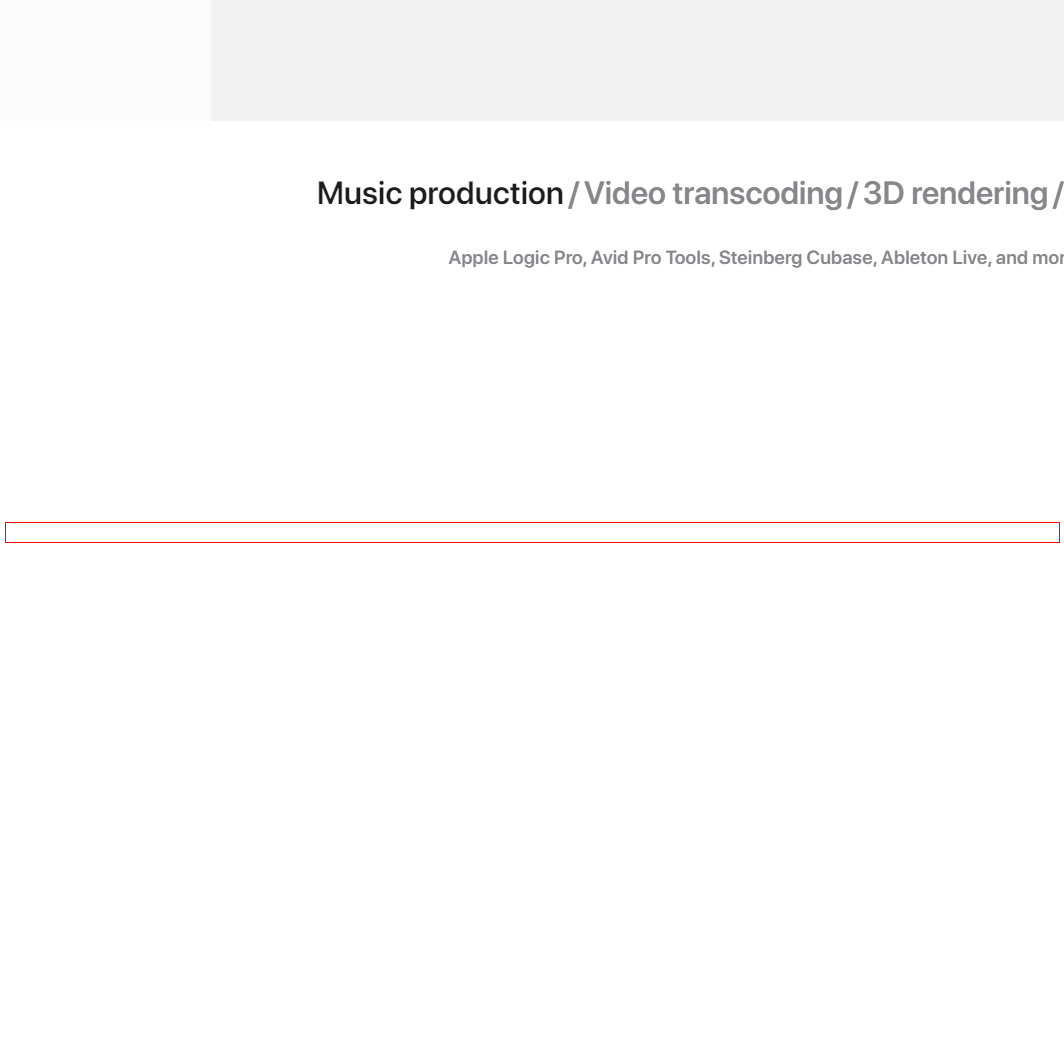 Music production / Video transcoding / 3D rendering /
Apple Logic Pro, Avid Pro Tools, Steinberg Cubase, Ableton Live, and mor